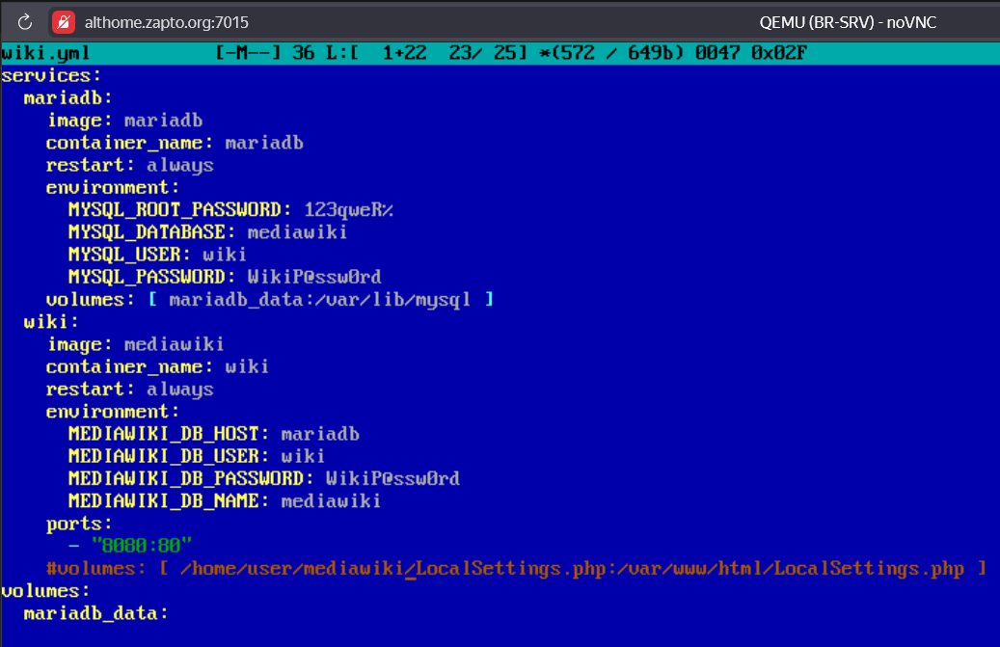 althome.zapto.org:7015 QEMU (BR-SRV) - noVNC
wiki.yml [-M--] 36 L:[ 1+22 23/ 25] *(572 / 649b) 0047 0x02F
services:
  mariadb:
    image: mariadb
    container_name: mariadb
    restart: always
    environment:
      MYSQL_ROOT_PASSWORD: 123qweR%
      MYSQL_DATABASE: mediawiki
      MYSQL_USER: wiki
      MYSQL_PASSWORD: WikiP@ssw0rd
    volumes: [ mariadb_data:/var/lib/mysql ]
  wiki:
    image: mediawiki
    container_name: wiki
    restart: always
    environment:
      MEDIAWIKI_DB_HOST: mariadb
      MEDIAWIKI_DB_USER: wiki
      MEDIAWIKI_DB_PASSWORD: WikiP@ssw0rd
      MEDIAWIKI_DB_NAME: mediawiki
    ports:
      - "8080:80"
    #volumes: [ /home/user/mediawiki/LocalSettings.php:/var/www/html/LocalSettings.php ]
volumes:
  mariadb_data: